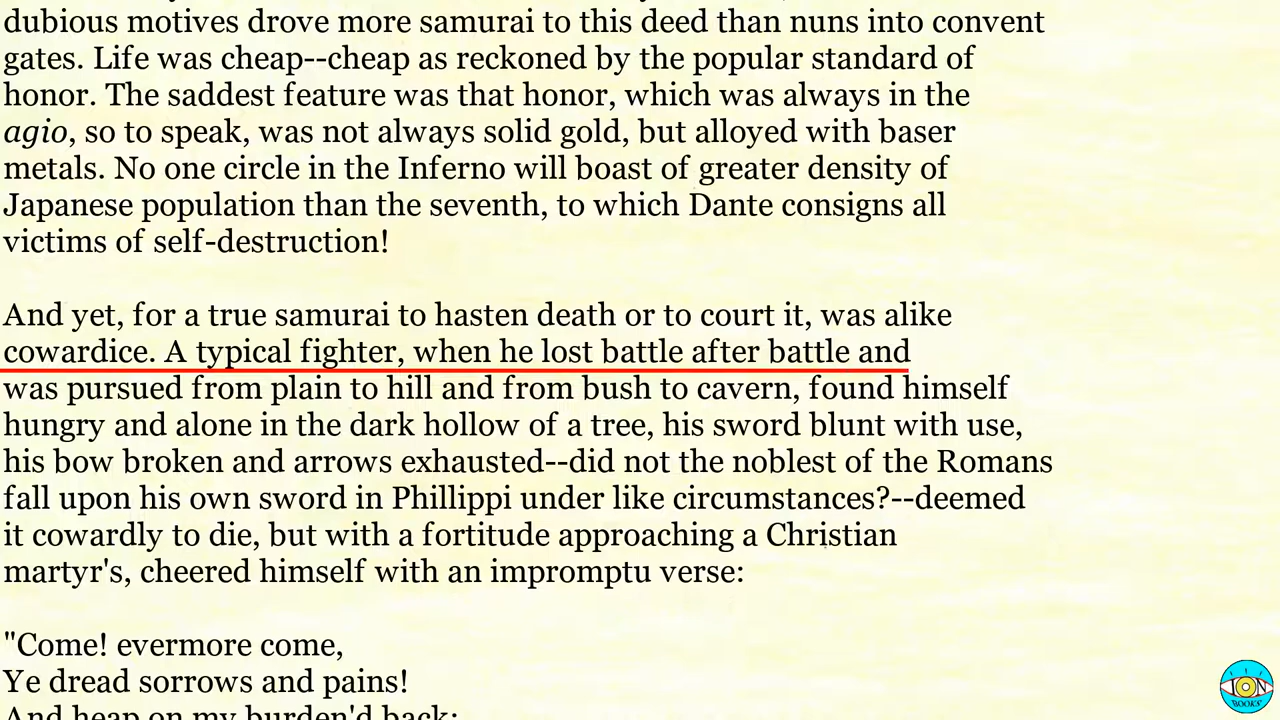 dubious motives drove more samurai to this deed than nuns into convent
gates. Life was cheap--cheap as reckoned by the popular standard of
honor. The saddest feature was that honor, which was always in the
agio, so to speak, was not always solid gold, but alloyed with baser
metals. No one circle in the Inferno will boast of greater density of
Japanese population than the seventh, to which Dante consigns all
victims of self-destruction!
And yet, for a true samurai to hasten death or to court it, was alike
cowardice. A typical fighter, when he lost battle after battle and
was pursued from plain to hill and from bush to cavern, found himself
hungry and alone in the dark hollow of a tree, his sword blunt with use,
his bow broken and arrows exhausted--did not the noblest of the Romans
fall upon his own sword in Phillippi under like circumstances?--deemed
it cowardly to die, but with a fortitude approaching a Christian
martyr's, cheered himself with an impromptu verse:
"Come! evermore come,
Ye dread sorrows and pains!
And heap on my burden'd back;
ION
BOOKS